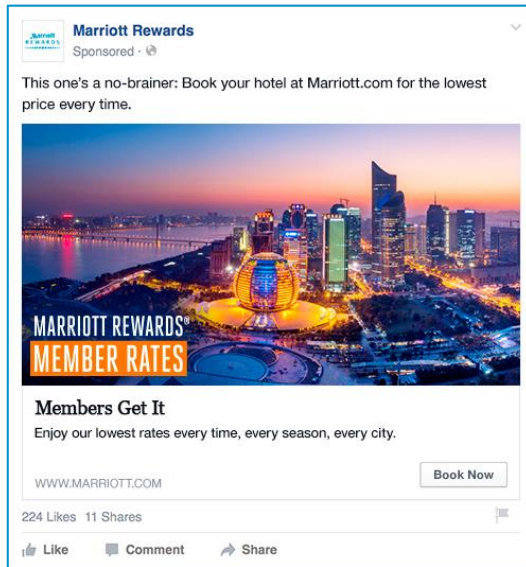 Marriott
REWARDS
Marriott Rewards
Sponsored ·
This one's a no-brainer: Book your hotel at Marriott.com for the lowest
price every time.
MARRIOTT REWARDS®
MEMBER RATES
Members Get It
Enjoy our lowest rates every time, every season, every city.
WWW.MARRIOTT.COM
Book Now
224 Likes 11 Shares
Like Comment Share